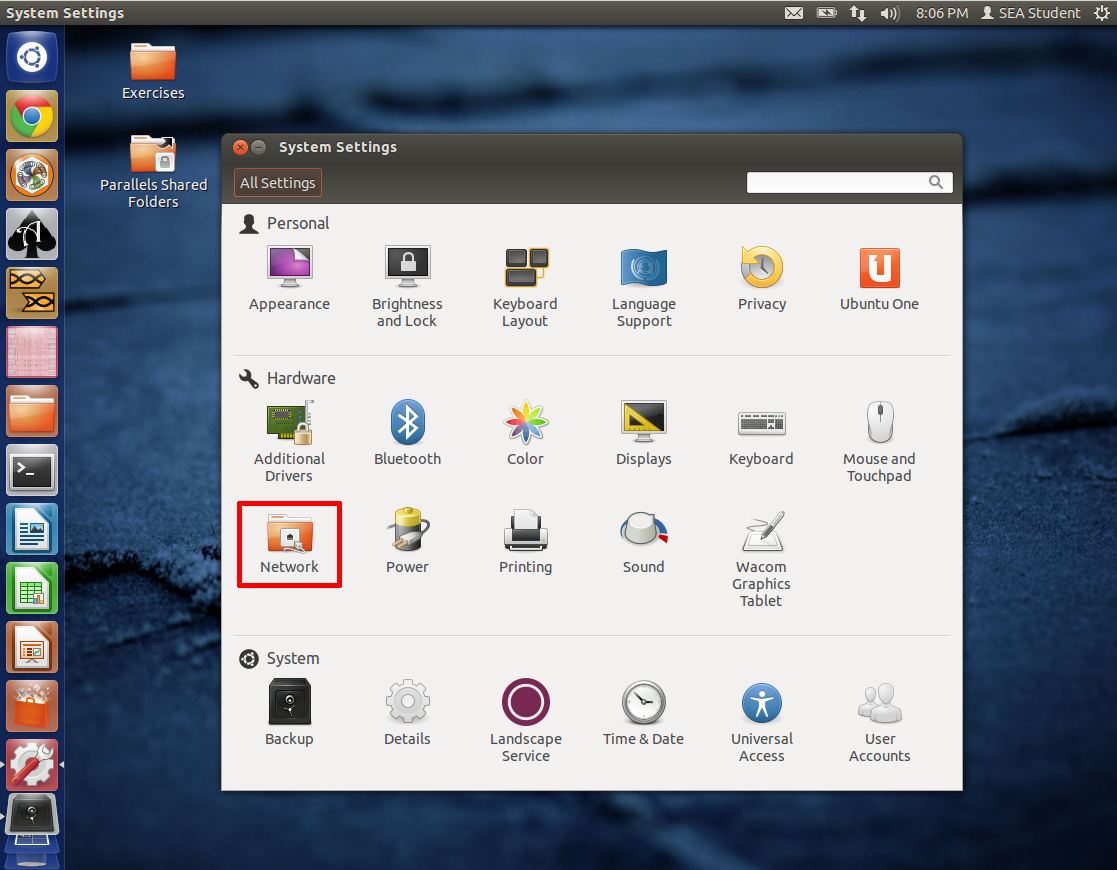 System Settings
8:06 PM
SEA Student
Exercises
Parallels Shared
Folders
System Settings
All Settings
Personal
Appearance
Brightness
and Lock
Keyboard
Layout
Language
Support
Privacy
Ubuntu One
Hardware
Additional
Drivers
Bluetooth
Color
Displays
Keyboard
Mouse and
Touchpad
Network
Power
Printing
Sound
Wacom
Graphics
Tablet
System
Backup
Details
Landscape
Service
Time & Date
Universal
Access
User
Accounts